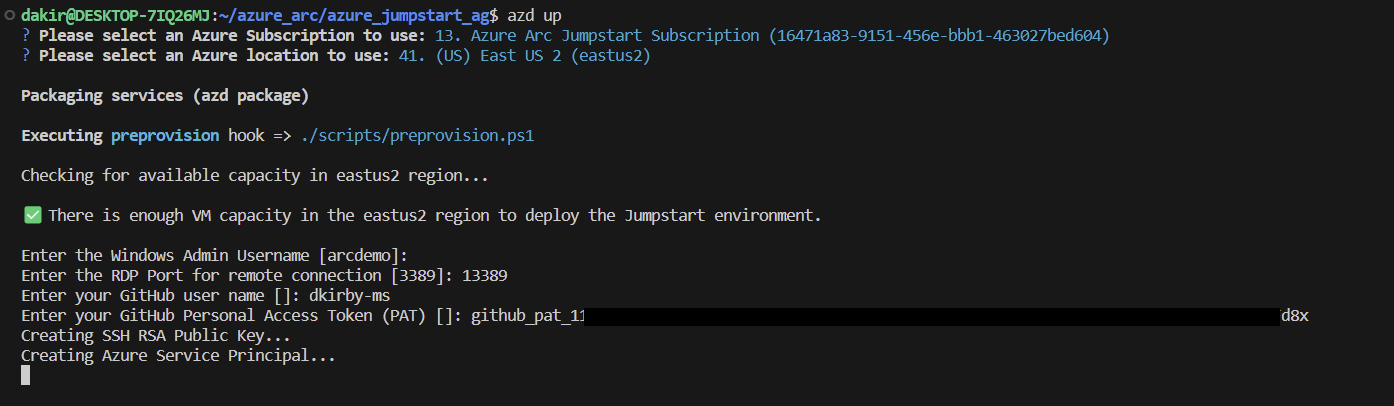 dakir@DESKTOP-7IQ26MJ:~/azure_arc/azure_jumpstart_ag$ azd up
? Please select an Azure Subscription to use: 13. Azure Arc Jumpstart Subscription (16471a83-9151-456e-bbb1-463027bed604)
? Please select an Azure location to use: 41. (US) East US 2 (eastus2)
Packaging services (azd package)
Executing preprovision hook => ./scripts/preprovision.ps1
Checking for available capacity in eastus2 region...
✅ There is enough VM capacity in the eastus2 region to deploy the Jumpstart environment.
Enter the Windows Admin Username [arcdemo]:
Enter the RDP Port for remote connection [3389]: 13389
Enter your GitHub user name []: dkirby-ms
Enter your GitHub Personal Access Token (PAT) []: github_pat_11 d8x
Creating SSH RSA Public Key...
Creating Azure Service Principal...